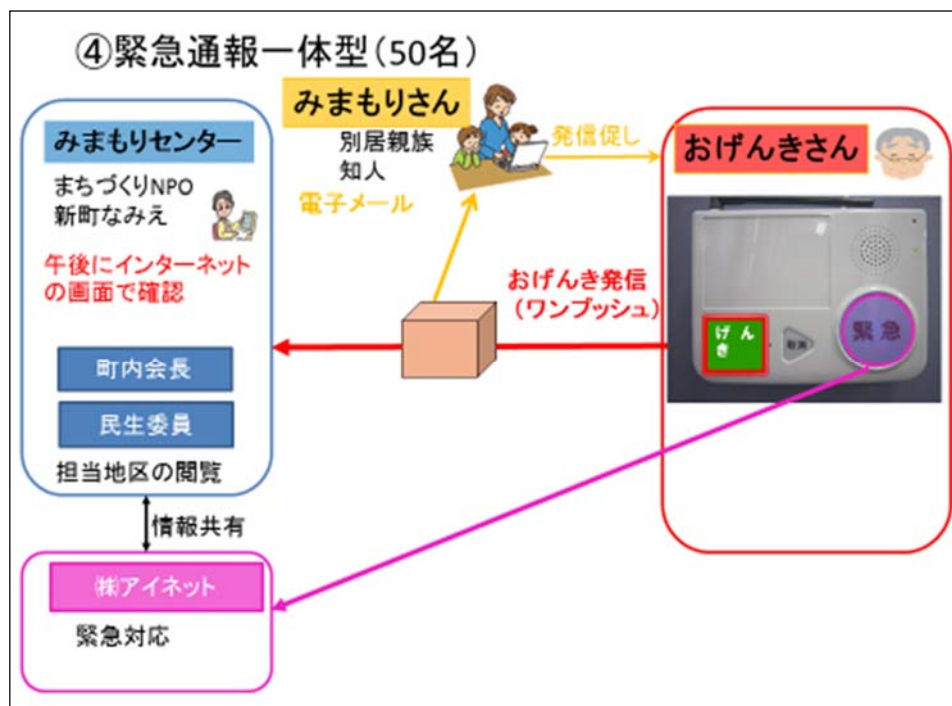 ④緊急通報一体型(50名)
みまもりセンター
まちづくりNPO
新町なみえ
午後にインターネット
の画面で確認
町内会長
民生委員
担当地区の閲覧
情報共有
㈱アイネット
緊急対応
みまもりさん
別居親族
知人
電子メール
発信促し
おげんき発信
(ワンプッシュ)
おげんきさん
げん
き
取消
緊急